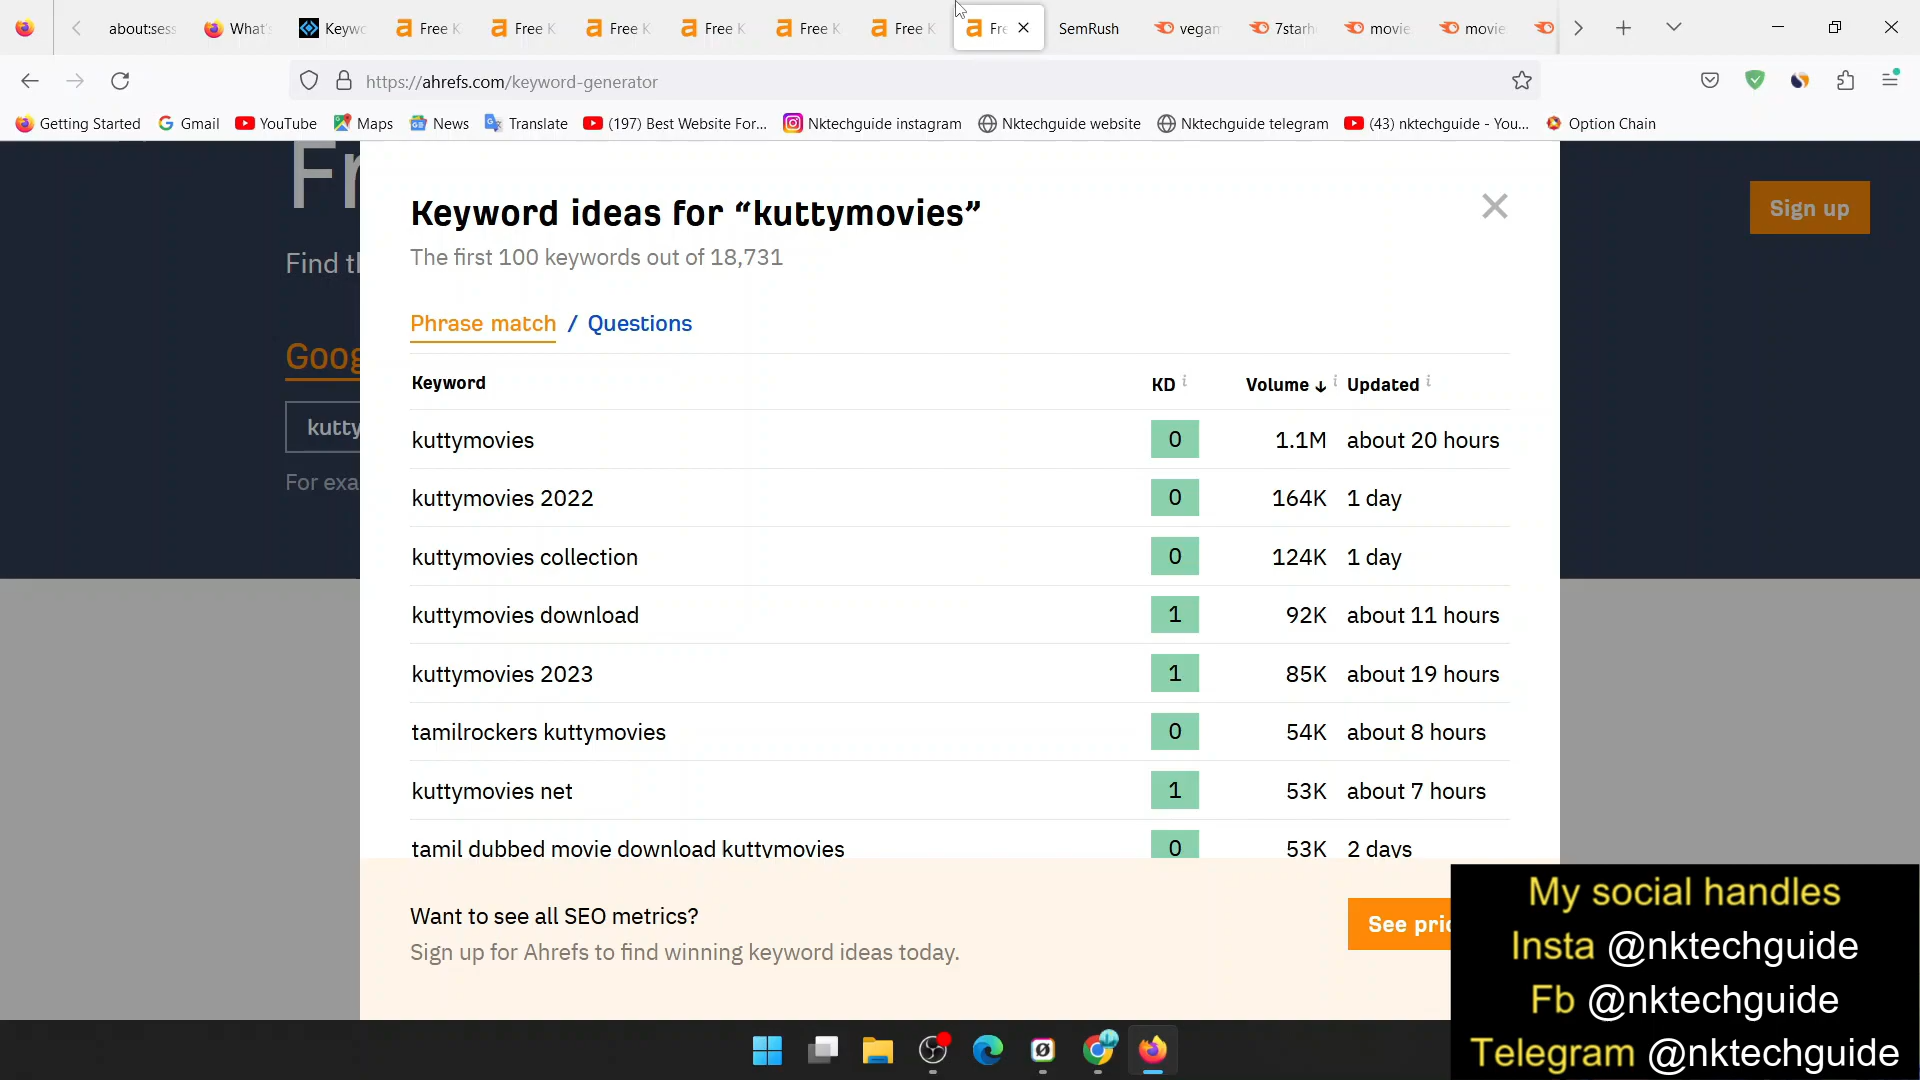 about:sess
What'
Keywo
Free K
Free K
Free K
Free K
Free K
Free K
Fre
SemRush
vegam
7starh
movie
movie
https://ahrefs.com/keyword-generator
Getting Started
Gmail
YouTube
Maps
News
Translate
(197) Best Website For...
Nktechguide instagram
Nktechguide website
Nktechguide telegram
(43) nktechguide - You...
Option Chain
Fr
Sign up
Find th
Goog
kutty
For exa
Keyword ideas for “kuttymovies”
The first 100 keywords out of 18,731
Phrase match / Questions
Keyword KD i Volume ↓ i Updated i
kuttymovies 0 1.1M about 20 hours
kuttymovies 2022 0 164K 1 day
kuttymovies collection 0 124K 1 day
kuttymovies download 1 92K about 11 hours
kuttymovies 2023 1 85K about 19 hours
tamilrockers kuttymovies 0 54K about 8 hours
kuttymovies net 1 53K about 7 hours
tamil dubbed movie download kuttymovies 0 53K 2 days
Want to see all SEO metrics?
Sign up for Ahrefs to find winning keyword ideas today.
See pric
My social handles
Insta @nktechguide
Fb @nktechguide
Telegram @nktechguide